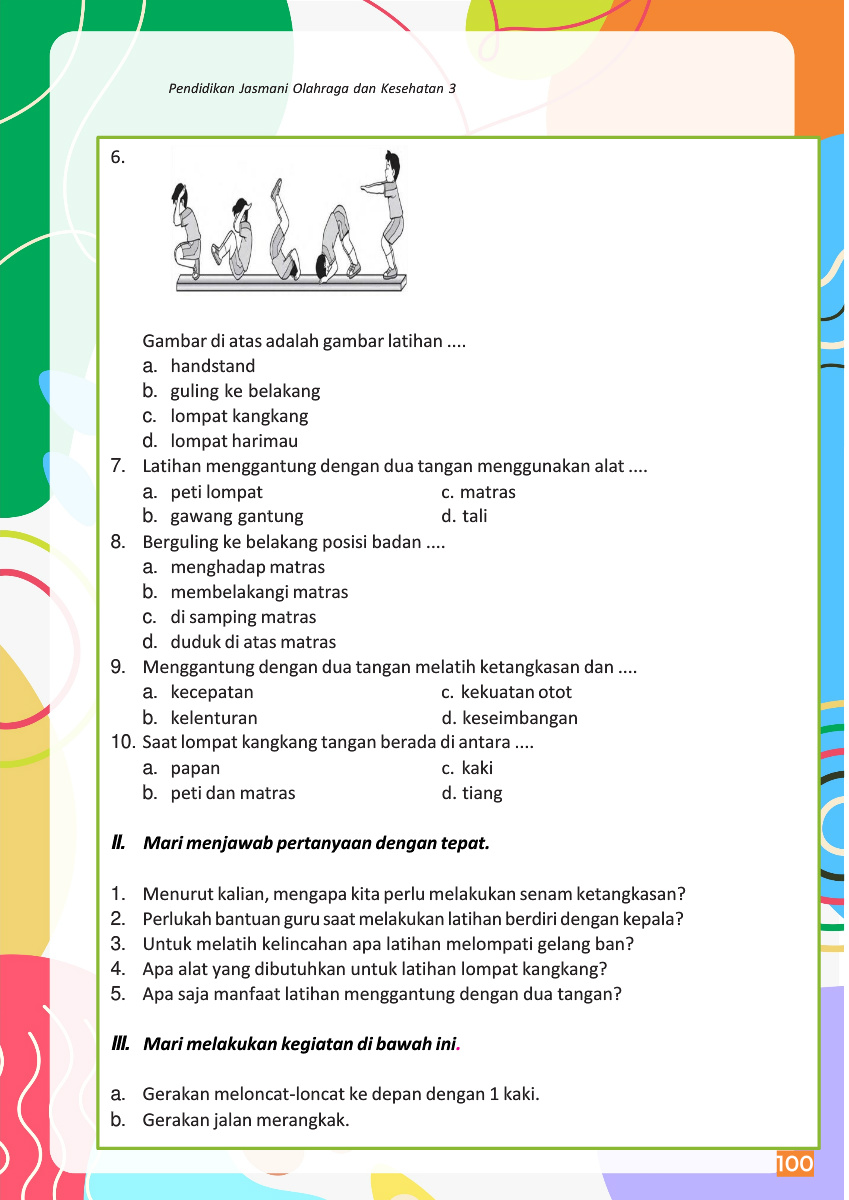 Pendidikan Jasmani Olahraga dan Kesehatan 3
6.
Gambar di atas adalah gambar latihan ....
a. handstand
b. guling ke belakang
c. lompat kangkang
d. lompat harimau
7. Latihan menggantung dengan dua tangan menggunakan alat ....
a. peti lompat c. matras
b. gawang gantung d. tali
8. Berguling ke belakang posisi badan ....
a. menghadap matras
b. membelakangi matras
c. di samping matras
d. duduk di atas matras
9. Menggantung dengan dua tangan melatih ketangkasan dan ....
a. kecepatan c. kekuatan otot
b. kelenturan d. keseimbangan
10. Saat lompat kangkang tangan berada di antara ....
a. papan c. kaki
b. peti dan matras d. tiang
II. Mari menjawab pertanyaan dengan tepat.
1. Menurut kalian, mengapa kita perlu melakukan senam ketangkasan?
2. Perlukah bantuan guru saat melakukan latihan berdiri dengan kepala?
3. Untuk melatih kelincahan apa latihan melompati gelang ban?
4. Apa alat yang dibutuhkan untuk latihan lompat kangkang?
5. Apa saja manfaat latihan menggantung dengan dua tangan?
III. Mari melakukan kegiatan di bawah ini.
a. Gerakan meloncat-loncat ke depan dengan 1 kaki.
b. Gerakan jalan merangkak.
100